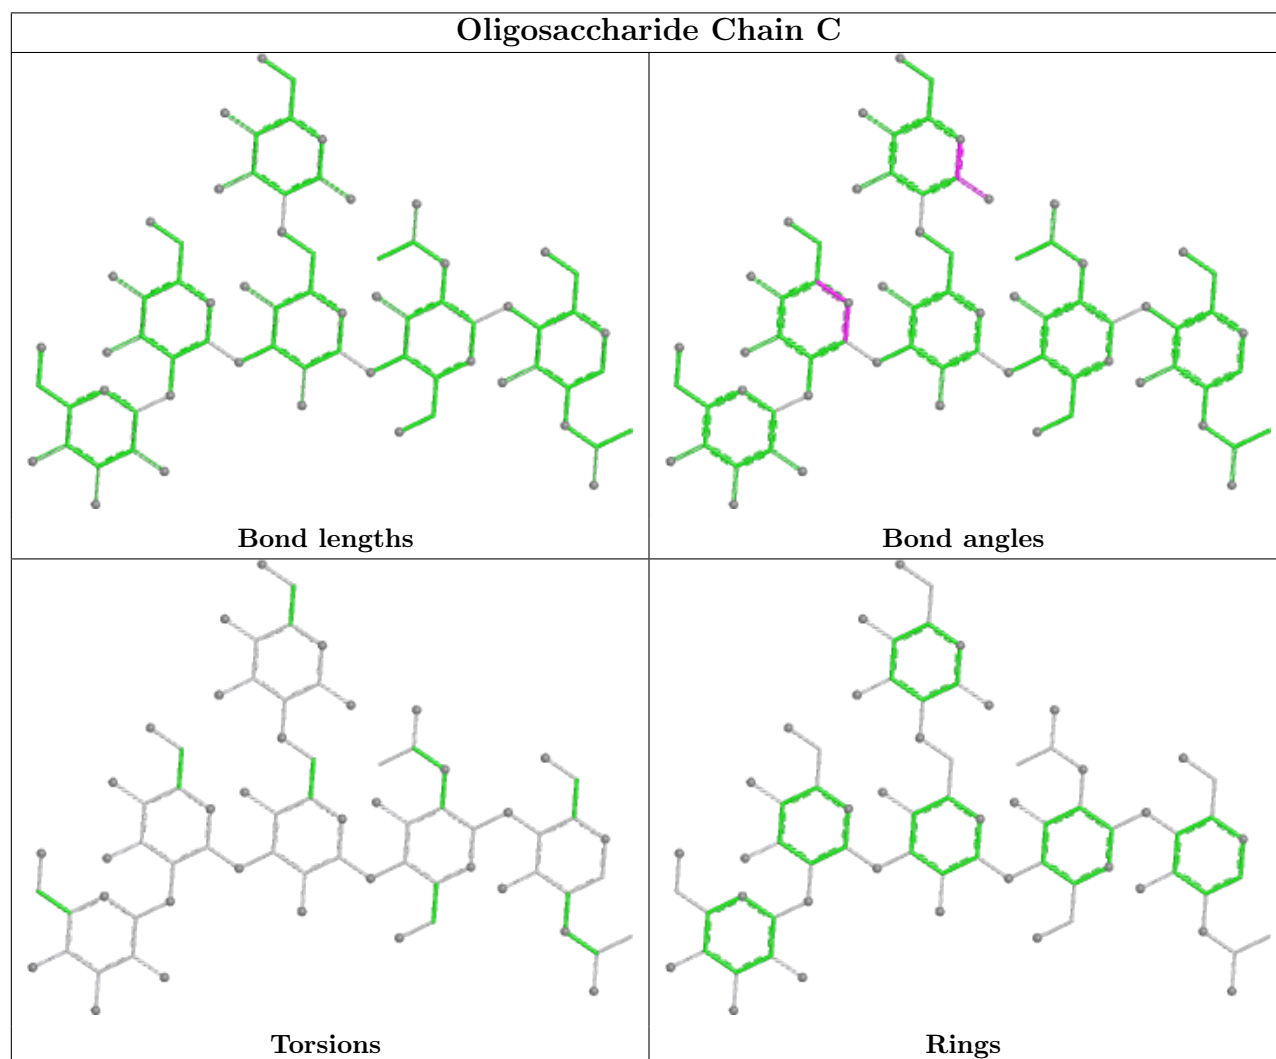 Oligosaccharide Chain C
Bond lengths
Bond angles
Torsions
Rings